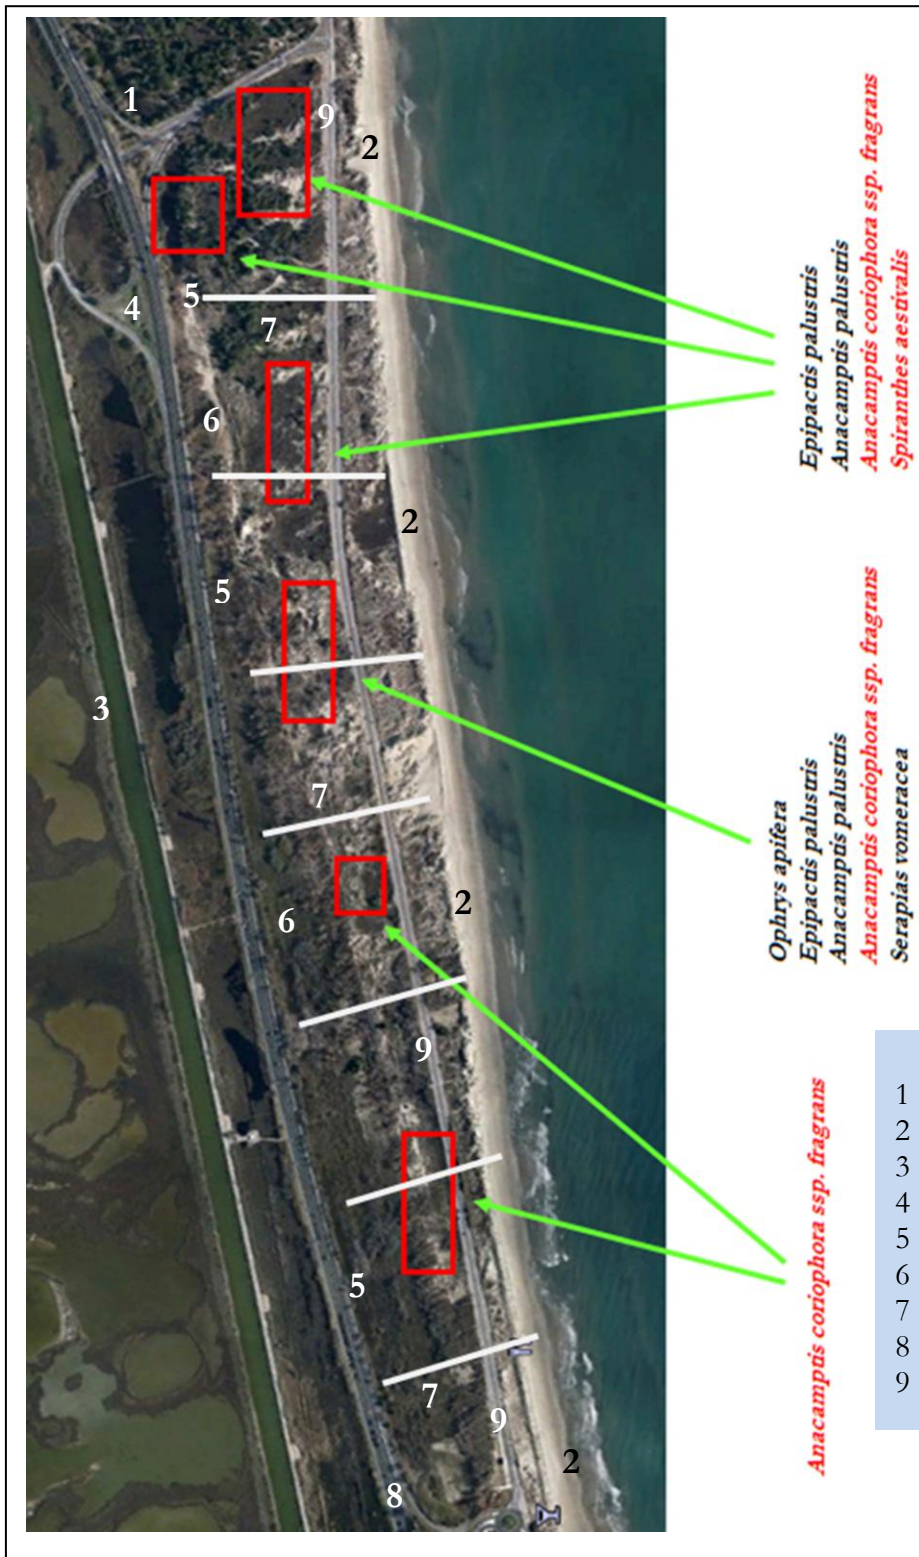 1
9
2
5
4
7
6
2
5
3
7
2
6
9
5
7
9
2
8
Epipactis palustris
Anacamptis palustris
Anacamptis coriophora ssp. fragrans
Spiranthes aestivalis
Ophrys apifera
Epipactis palustris
Anacamptis palustris
Anacamptis coriophora ssp. fragrans
Serapias vomeracea
Anacamptis coriophora ssp. fragrans
1
2
3
4
5
6
7
8
9